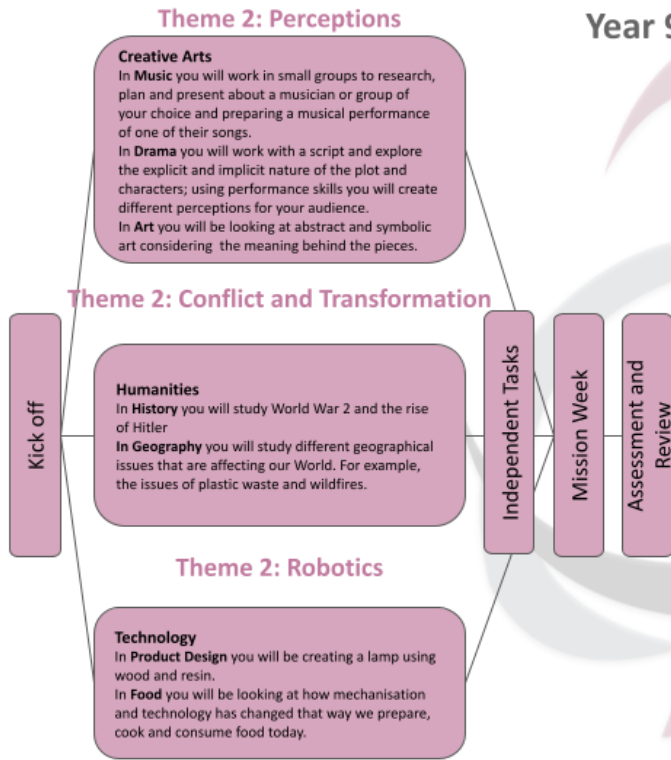 Theme 2: Perceptions
Year 9
Creative Arts
In Music you will work in small groups to research,
plan and present about a musician or group of
your choice and preparing a musical performance
of one of their songs.
In Drama you will work with a script and explore
the explicit and implicit nature of the plot and
characters; using performance skills you will create
different perceptions for your audience.
In Art you will be looking at abstract and symbolic
art considering the meaning behind the pieces.
Theme 2: Conflict and Transformation
Kick off
Humanities
In History you will study World War 2 and the rise
of Hitler
In Geography you will study different geographical
issues that are affecting our World. For example,
the issues of plastic waste and wildfires.
Independent Tasks
Mission Week
Assessment and
Review
Theme 2: Robotics
Technology
In Product Design you will be creating a lamp using
wood and resin.
In Food you will be looking at how mechanisation
and technology has changed that way we prepare,
cook and consume food today.